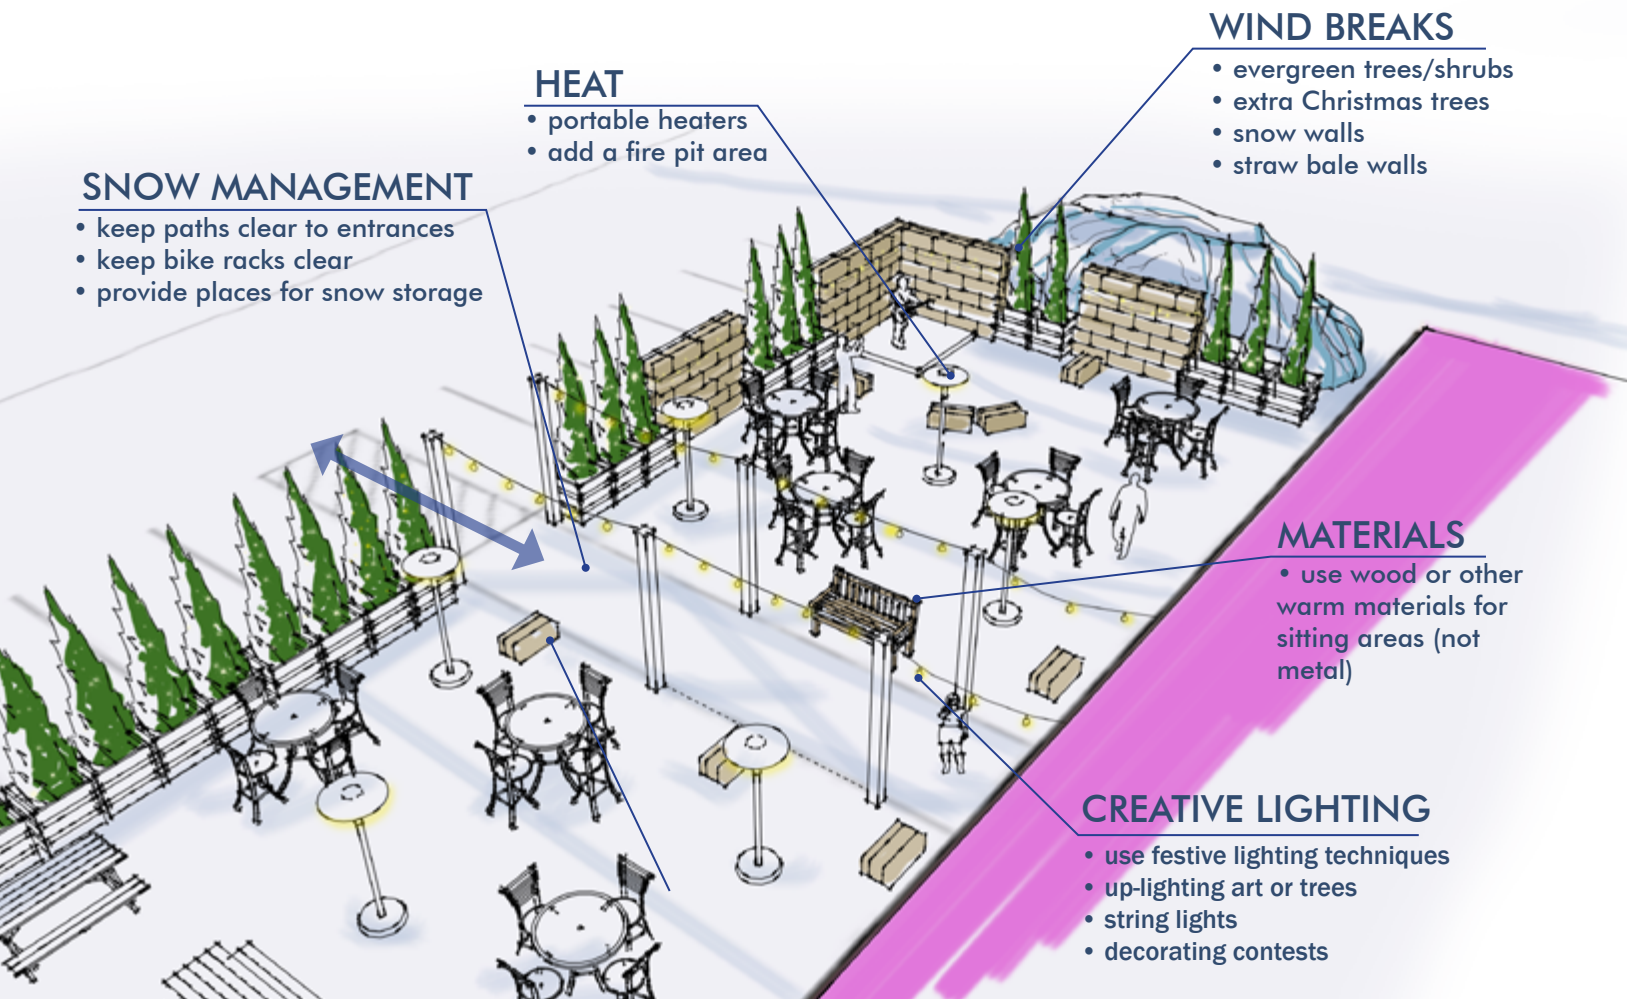 WIND BREAKS
• evergreen trees/shrubs
• extra Christmas trees
• snow walls
• straw bale walls
HEAT
• portable heaters
• add a fire pit area
SNOW MANAGEMENT
• keep paths clear to entrances
• keep bike racks clear
• provide places for snow storage
MATERIALS
• use wood or other
warm materials for
sitting areas (not
metal)
CREATIVE LIGHTING
• use festive lighting techniques
• up-lighting art or trees
• string lights
• decorating contests